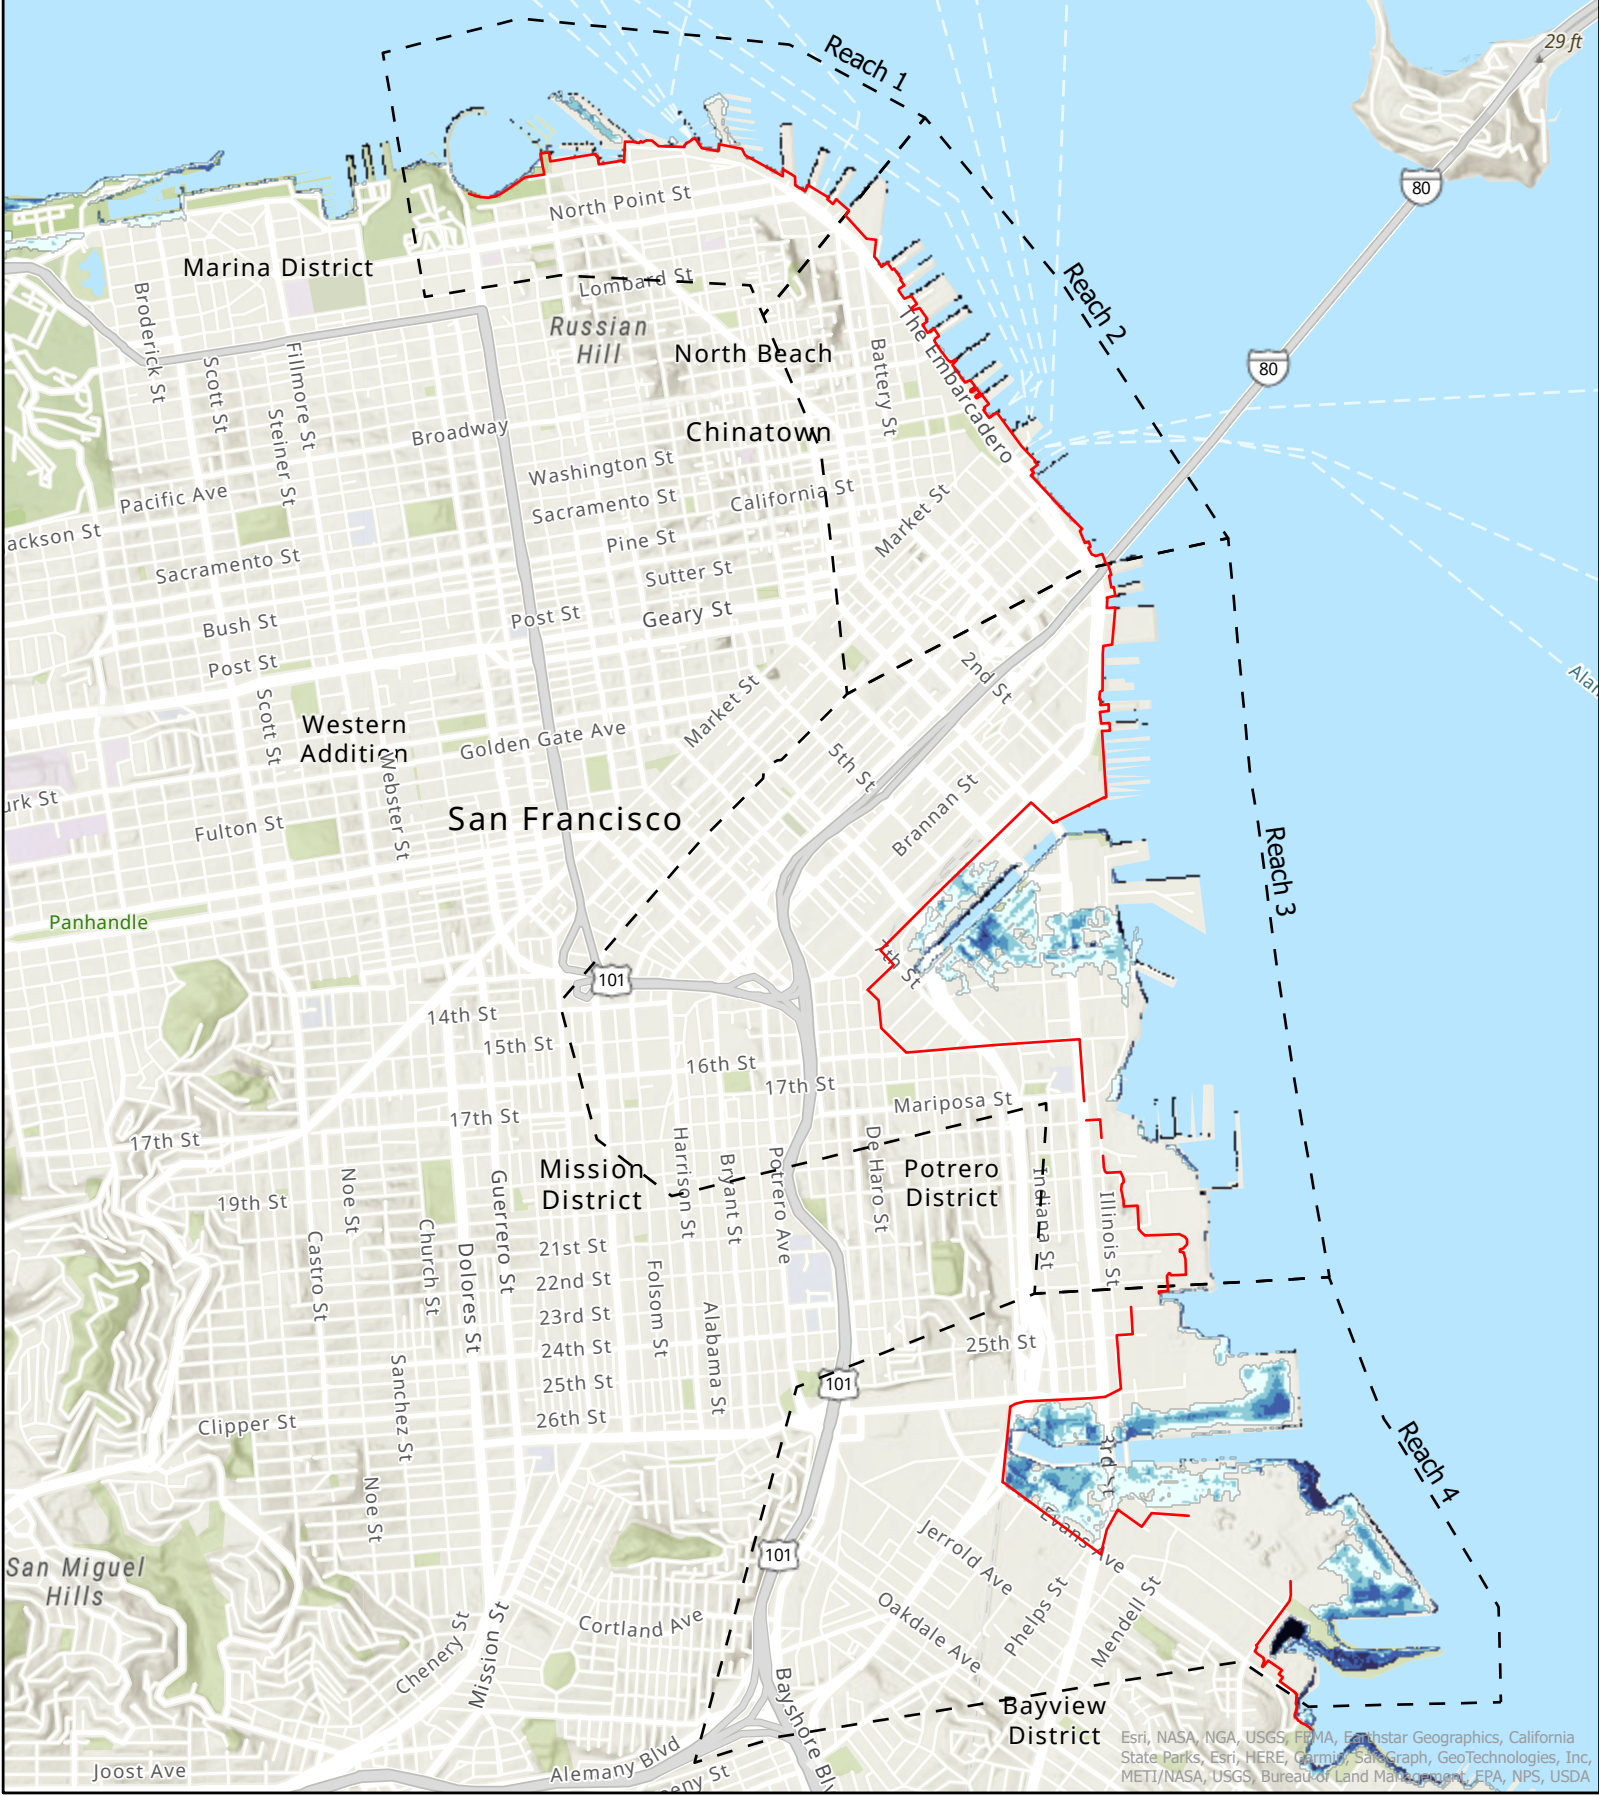 29 ft
Reach 1
80
North Point St
Marina District
Lombard St
Reach 2
Russian
Hill
North Beach
The Embarcadero
Broderick St
Scott St
Fillmore St
Steiner St
Battery St
80
Broadway
Chinatown
Washington St
Pacific Ave
Sacramento St
California St
Market St
ackson St
Pine St
Sacramento St
Sutter St
Bush St
Post St
Geary St
Post St
2nd St
Alan
Scott St
Western
Addition
Market St
Golden Gate Ave
Webster St
5th St
Brannan St
urk St
Fulton St
San Francisco
Reach 3
Panhandle
7th St
101
14th St
15th St
16th St
17th St
Mariposa St
17th St
17th St
Mission
District
Harrison St
Bryant St
Potrero Ave
De Haro St
Potrero
District
Indiana St
Illinois St
19th St
Noe St
Guerrero St
Castro St
Church St
Dolores St
21st St
22nd St
23rd St
24th St
25th St
26th St
Folsom St
Alabama St
25th St
101
Sanchez St
Clipper St
3rd St
Reach 4
Noe St
Evans Ave
Jerrold Ave
101
San Miguel
Hills
Phelps St
Mendell St
Oakdale Ave
Cortland Ave
Chenery St
Mission St
Bayshore Blv
Bayview
District
Alemany Blvd
Joost Ave
eny St
Esri, NASA, NGA, USGS, FEMA, Earthstar Geographics, California
State Parks, Esri, HERE, Garmin, SafeGraph, GeoTechnologies, Inc,
METI/NASA, USGS, Bureau of Land Management, EPA, NPS, USDA